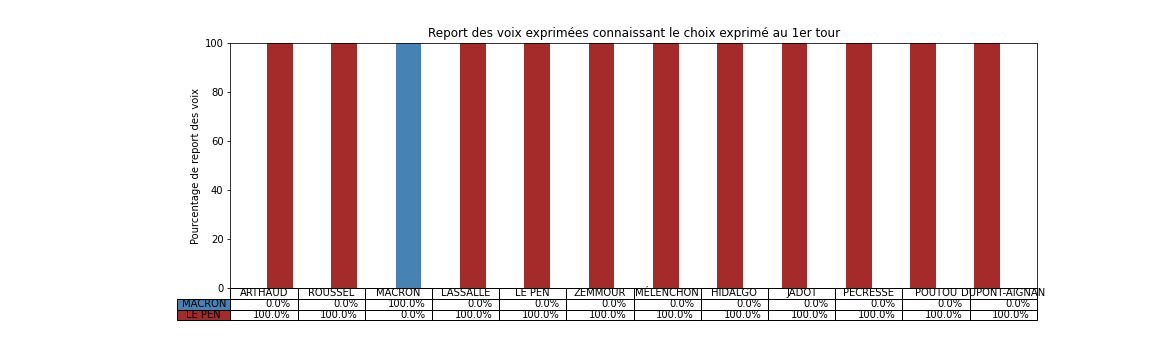 Report des voix exprimées connaissant le choix exprimé au 1er tour
Pourcentage de report des voix
100
80
60
40
20
0
ARTHAUD ROUSSEL MACRON LASSALLE LE PEN ZEMMOUR MÉLENCHON HIDALGO JADOT PÉCRESSE POUTOU DUPONT-AIGNAN
MACRON 0.0% 0.0% 100.0% 0.0% 0.0% 0.0% 0.0% 0.0% 0.0% 0.0% 0.0% 0.0%
LE PEN 100.0% 100.0% 0.0% 100.0% 100.0% 100.0% 100.0% 100.0% 100.0% 100.0% 100.0% 100.0%